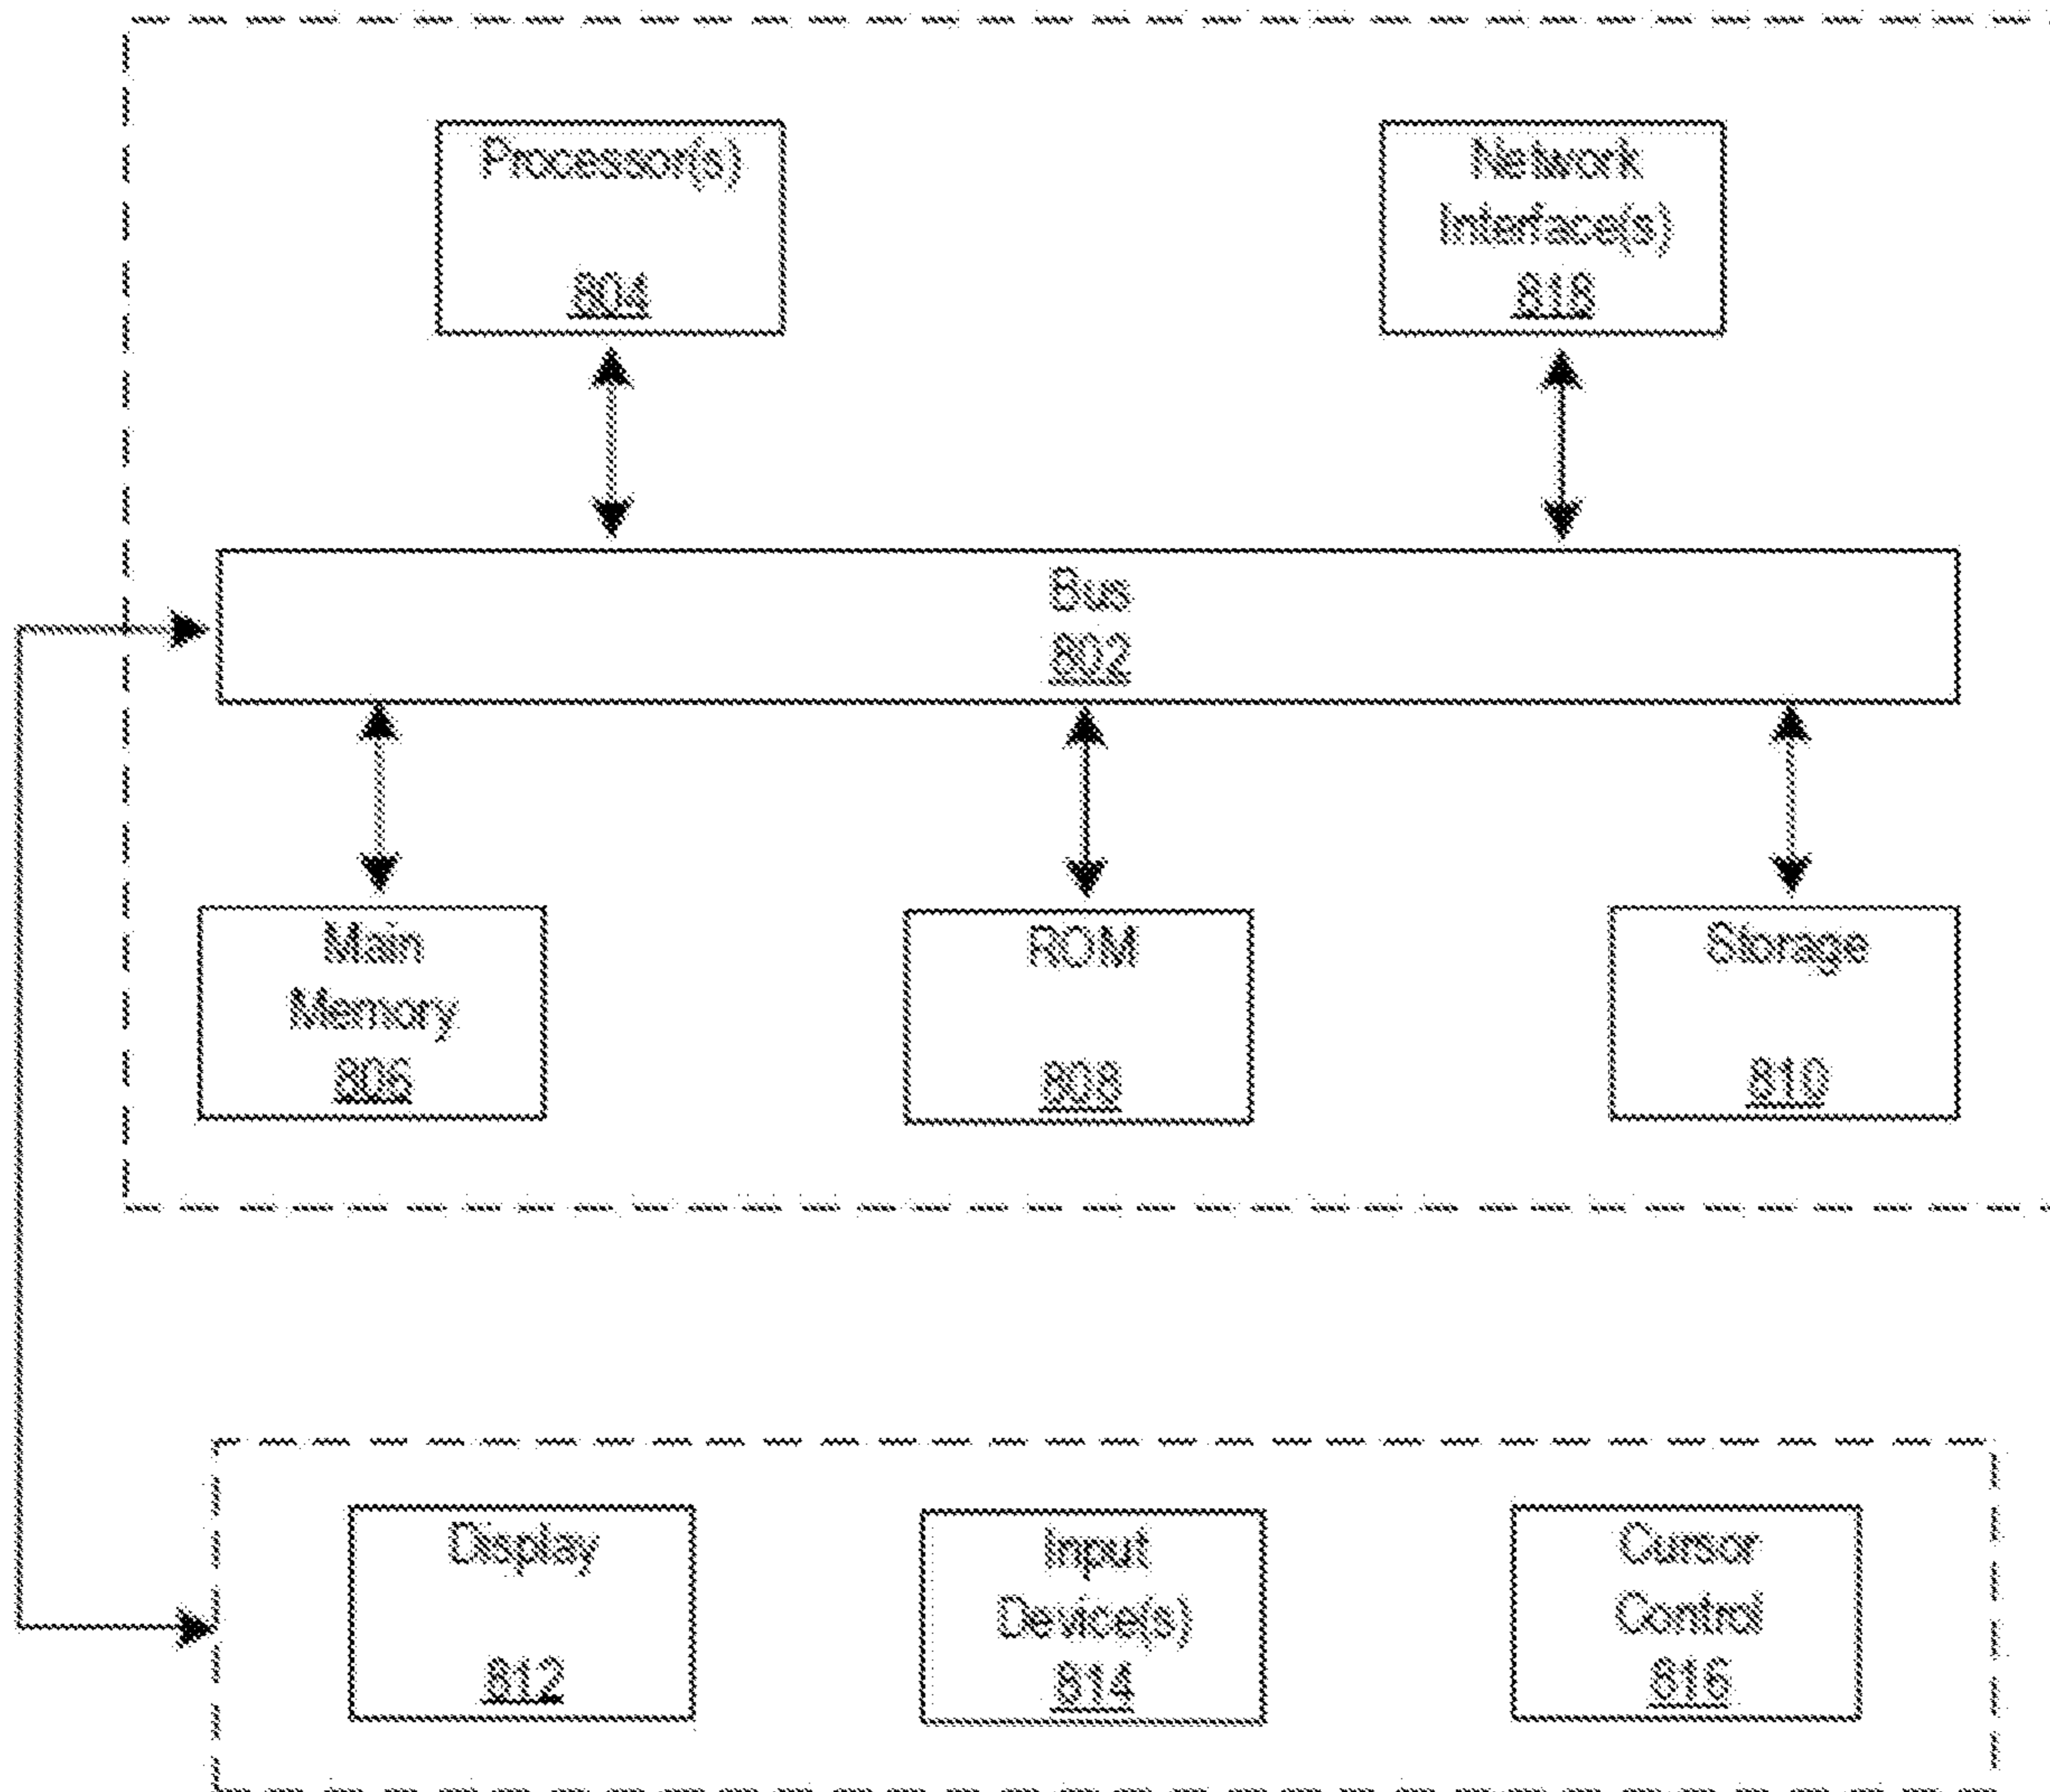 Processor(s)
804
Network
Interface(s)
818
Bus
802
Main
Memory
806
ROM
808
Storage
810
Display
812
Input
Device(s)
814
Cursor
Control
816